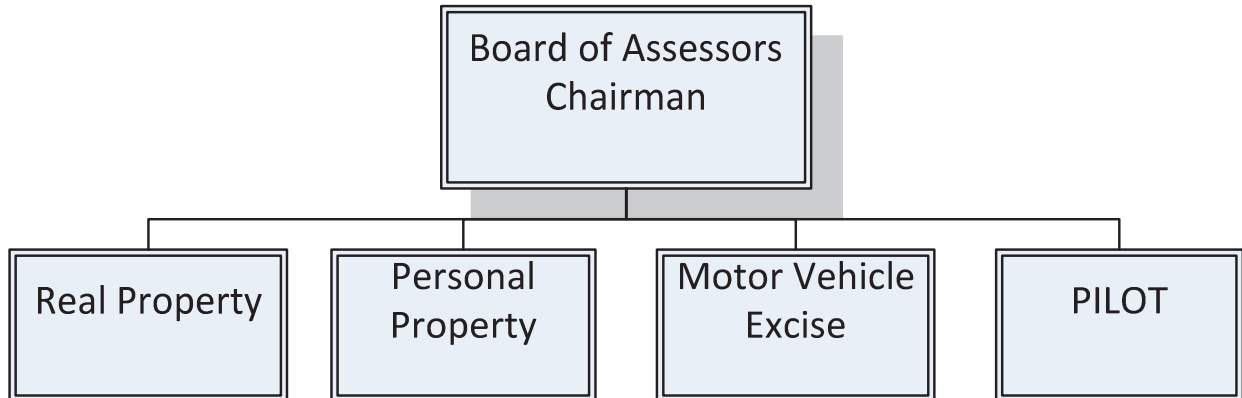 Board of Assessors
Chairman
Real Property
Personal
Property
Motor Vehicle
Excise
PILOT